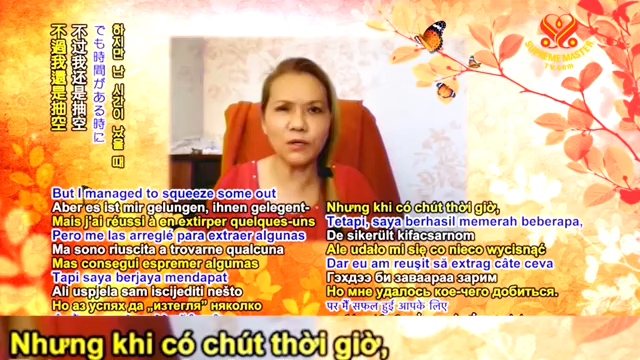 하지만 난 시간이 났을 때
でも時間がある時に
不过我还是抽空
不過我還是抽空
SUPREME MASTER
TV.com
But I managed to squeeze some out
Aber es ist mir gelungen, ihnen gelegent-
Mais j'ai réussi à en extirper quelques-uns
Pero me las arreglé para extraer algunas
Ma sono riuscita a trovarne qualcuna
Mas consegui espremer algumas
Tapi saya berjaya mendapat
Ali uspjela sam iscijediti nešto
Но аз успях да „изтегля” няколко
Nhưng khi có chút thời giờ,
Tetapi, saya berhasil memerah beberapa,
De sikerült kifacsarnom
Ale udało mi się co nieco wycisnąć
Dar eu am reuşit să extrag câte ceva
Гэхдээ би заваараа зарим
Но мне удалось кое-чего добиться.
पर मैं सफल हुई आपके लिए
Nhưng khi có chút thời giờ,